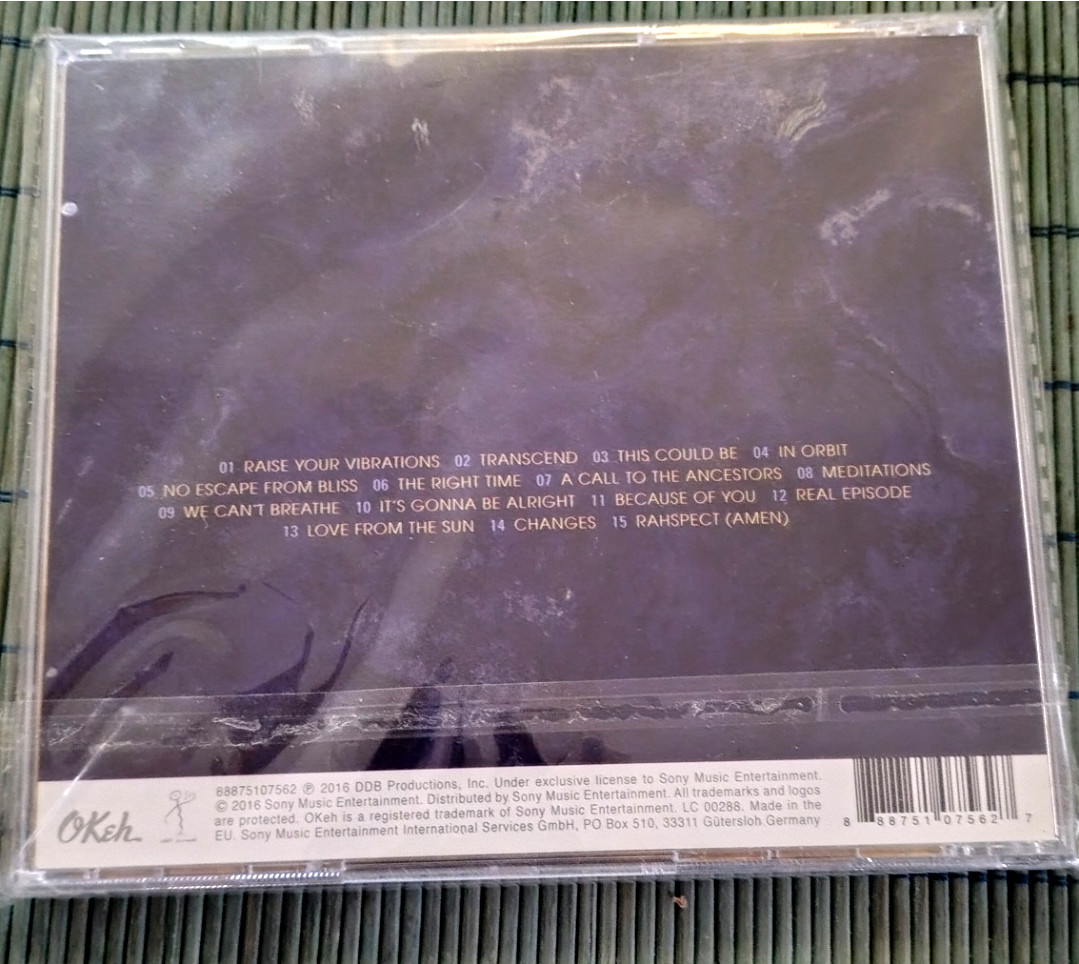 01 RAISE YOUR VIBRATIONS 02 TRANSCEND 03 THIS COULD BE 04 IN ORBIT
05 NO ESCAPE FROM BLISS 06 THE RIGHT TIME 07 A CALL TO THE ANCESTORS 08 MEDITATIONS
09 WE CAN'T BREATHE 10 IT'S GONNA BE ALRIGHT 11 BECAUSE OF YOU 12 REAL EPISODE
13 LOVE FROM THE SUN 14 CHANGES 15 RAHSPECT (AMEN)
OKeh
88875107562 ℗ 2016 DDB Productions, Inc. Under exclusive license to Sony Music Entertainment.
© 2016 Sony Music Entertainment. Distributed by Sony Music Entertainment. All trademarks and logos
are protected. OKeh is a registered trademark of Sony Music Entertainment. LC 00288. Made in the
EU. Sony Music Entertainment International Services GmbH, PO Box 510, 33311 Gütersloh.Germany
8 88751 07562 7